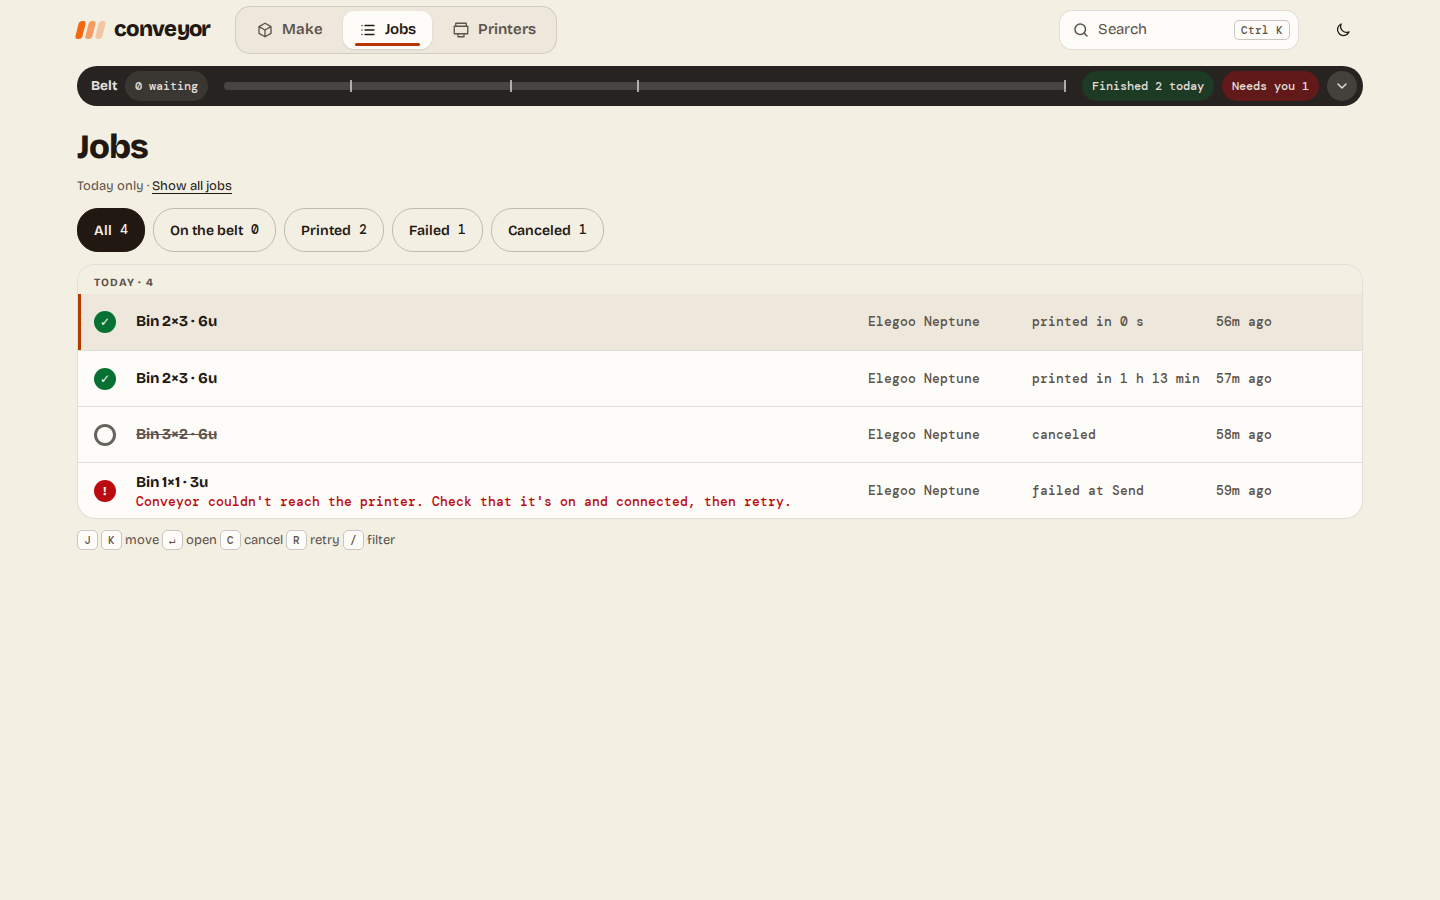 conveyor Make Jobs Printers Search Ctrl K
Belt 0 waiting Finished 2 today Needs you 1
Jobs
Today only · Show all jobs
All 4 On the belt 0 Printed 2 Failed 1 Canceled 1
TODAY · 4
✓ Bin 2×3 · 6u Elegoo Neptune printed in 0 s 56m ago
✓ Bin 2×3 · 6u Elegoo Neptune printed in 1 h 13 min 57m ago
Bin 3×2 · 6u Elegoo Neptune canceled 58m ago
! Bin 1×1 · 3u Elegoo Neptune failed at Send 59m ago
Conveyor couldn't reach the printer. Check that it's on and connected, then retry.
J K move ↵ open C cancel R retry / filter